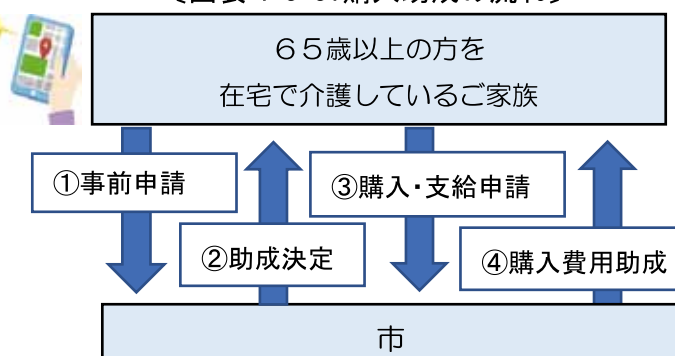 ６５歳以上の方を
在宅で介護しているご家族
①事前申請
③購入・支給申請
②助成決定
④購入費用助成
市